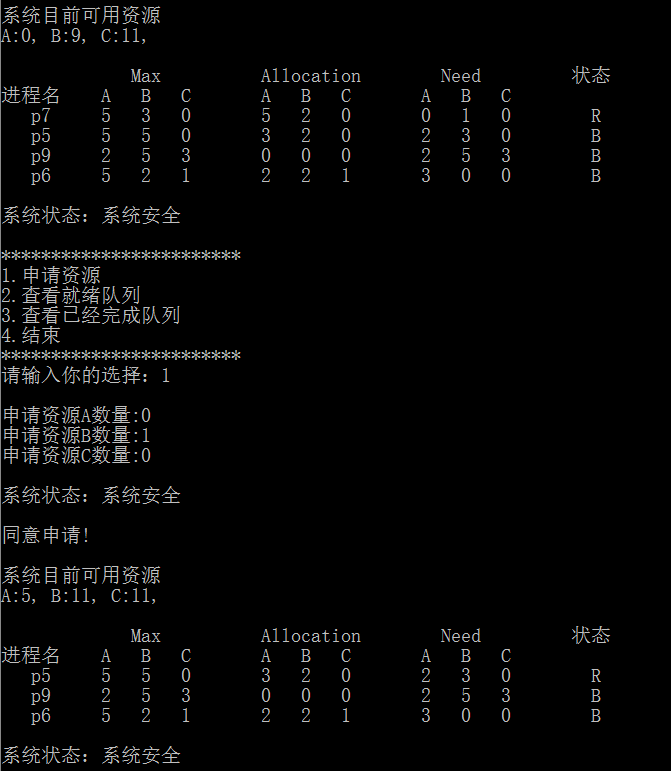 系统目前可用资源
A:0, B:9, C:11,
Max Allocation Need 状态
进程名 A B C A B C A B C
p7 5 3 0 5 2 0 0 1 0 R
p5 5 5 0 3 2 0 2 3 0 B
p9 2 5 3 0 0 0 2 5 3 B
p6 5 2 1 2 2 1 3 0 0 B
系统状态: 系统安全
************************
1.申请资源
2.查看就绪队列
3.查看已经完成队列
4.结束
************************
请输入你的选择: 1
申请资源A数量:0
申请资源B数量:1
申请资源C数量:0
系统状态: 系统安全
同意申请!
系统目前可用资源
A:5, B:11, C:11,
Max Allocation Need 状态
进程名 A B C A B C A B C
p5 5 5 0 3 2 0 2 3 0 R
p9 2 5 3 0 0 0 2 5 3 B
p6 5 2 1 2 2 1 3 0 0 B
系统状态: 系统安全